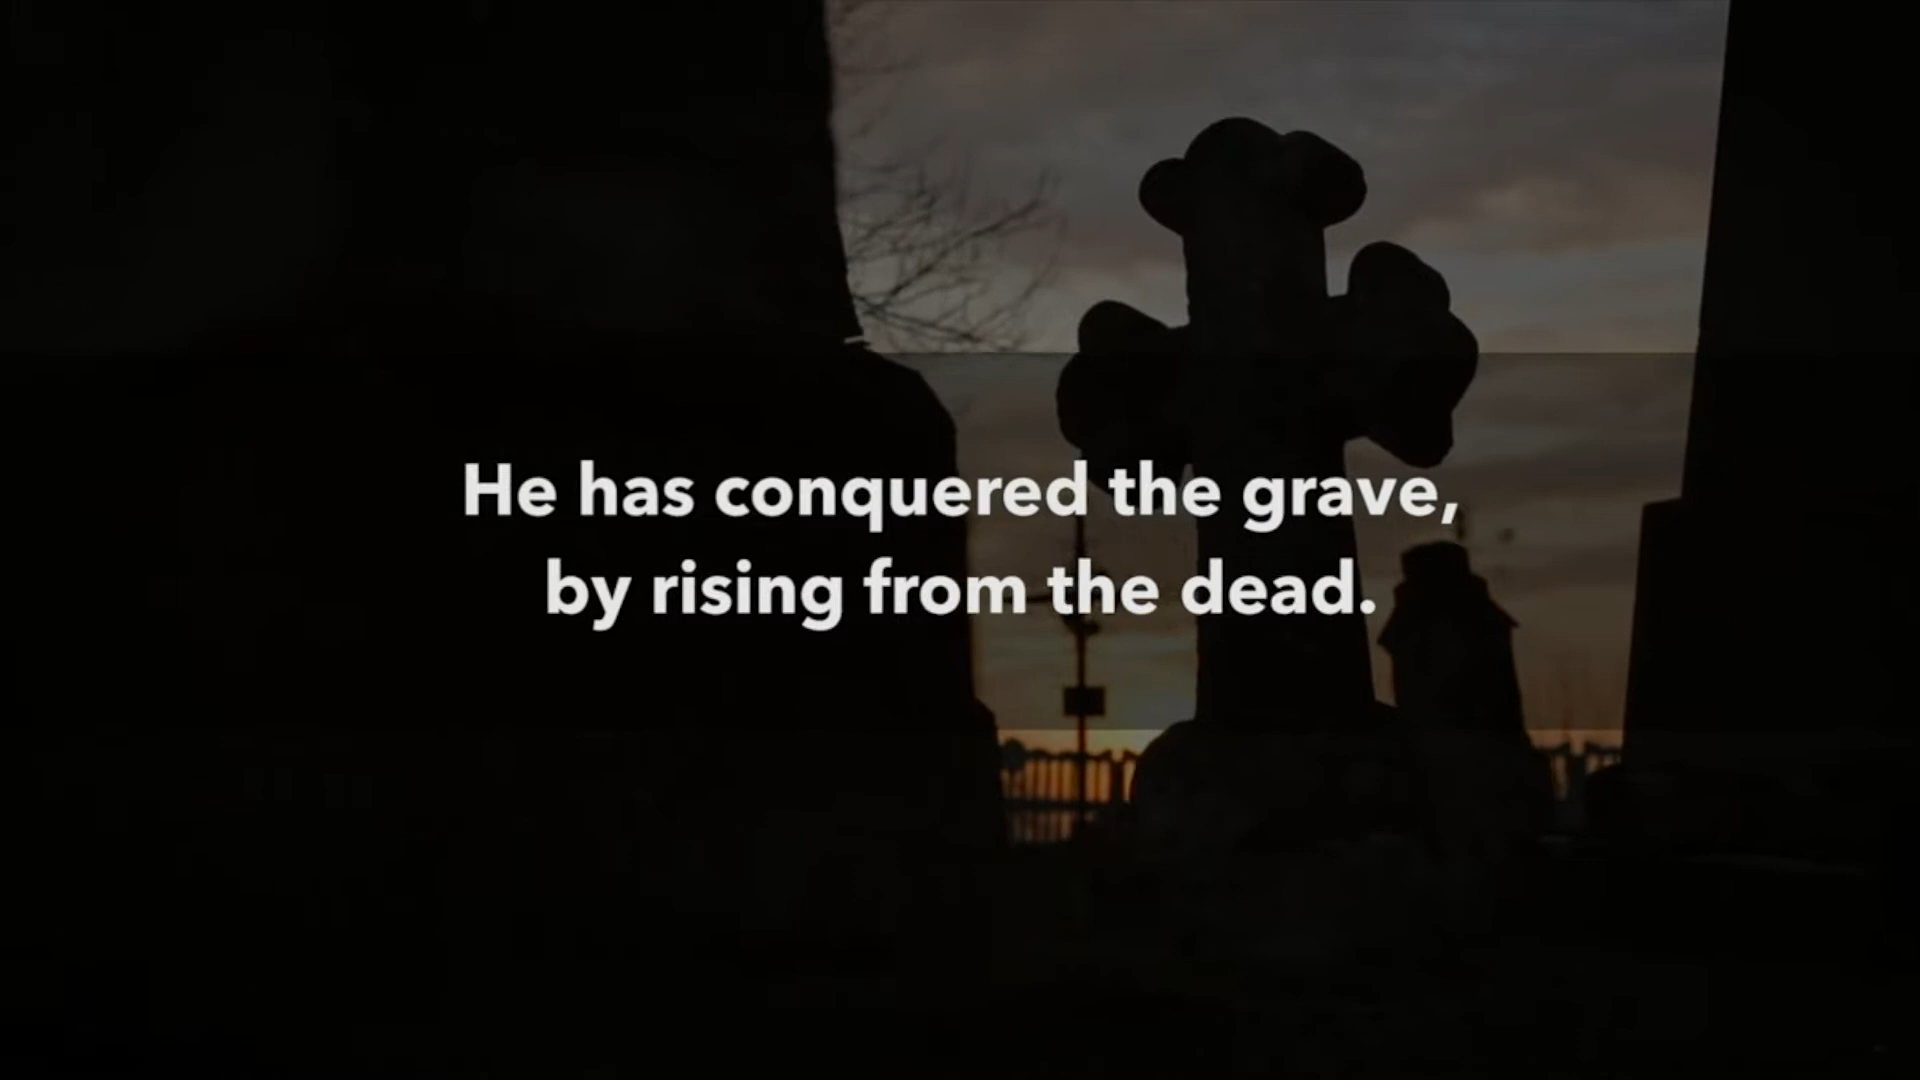 He has conquered the grave,
by rising from the dead.